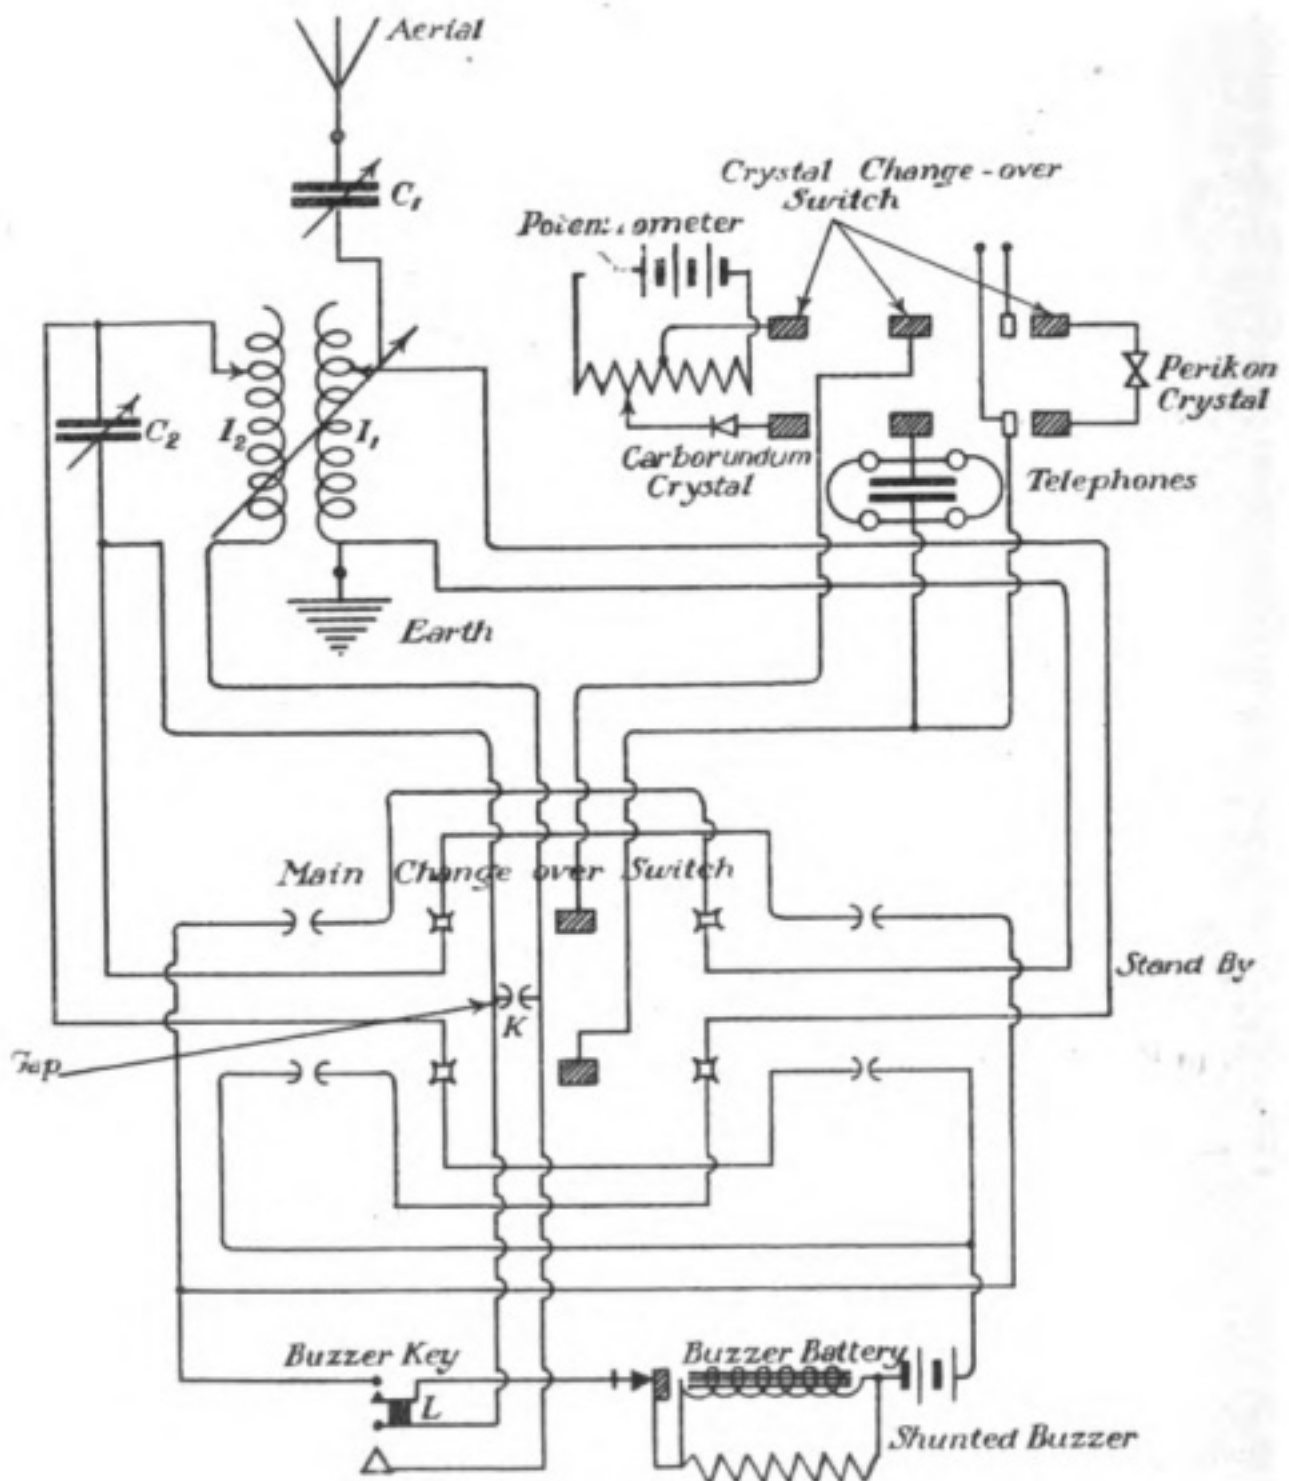 Aerial
C₁
Crystal Change-over
Switch
Potentiometer
Perikon
Crystal
C₂
I₂
I₁
Carborundum
Crystal
Telephones
Earth
Main Change over Switch
Stand By
K
Buzzer Key
Buzzer Battery
L
Shunted Buzzer